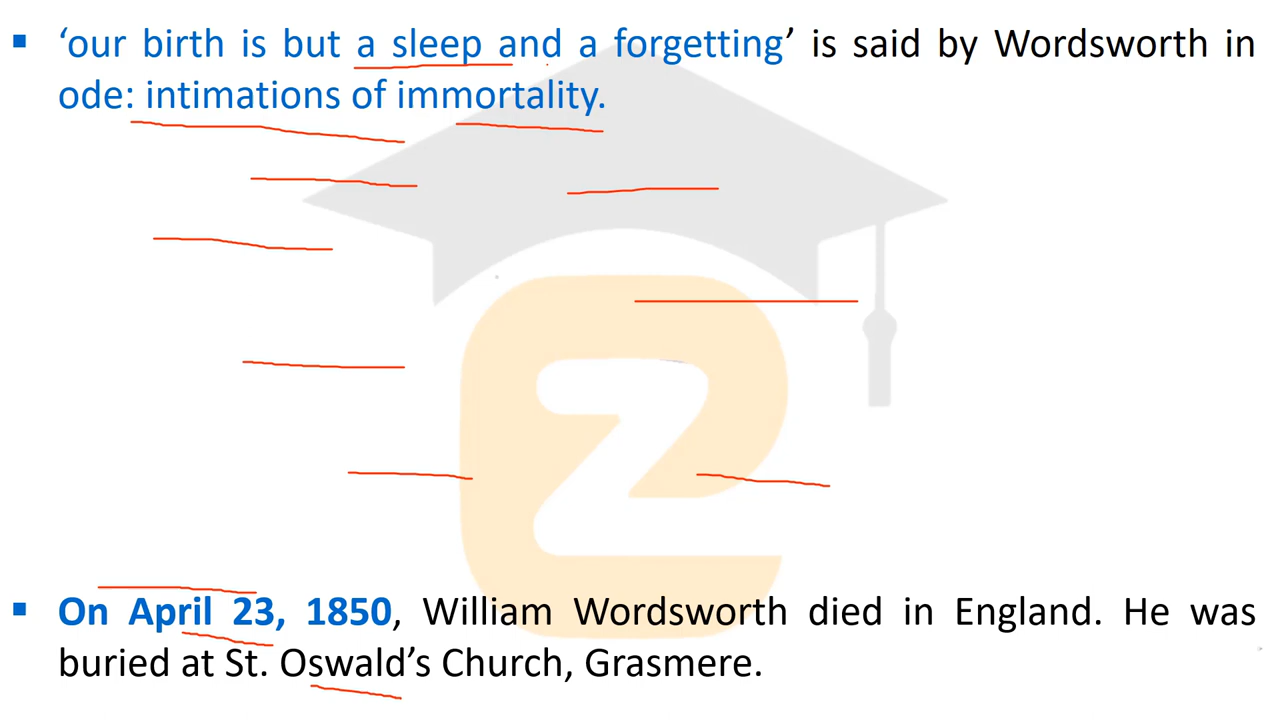 ▪ ‘our birth is but a sleep and a forgetting’ is said by Wordsworth in
ode: intimations of immortality.
▪ On April 23, 1850, William Wordsworth died in England. He was
buried at St. Oswald’s Church, Grasmere.